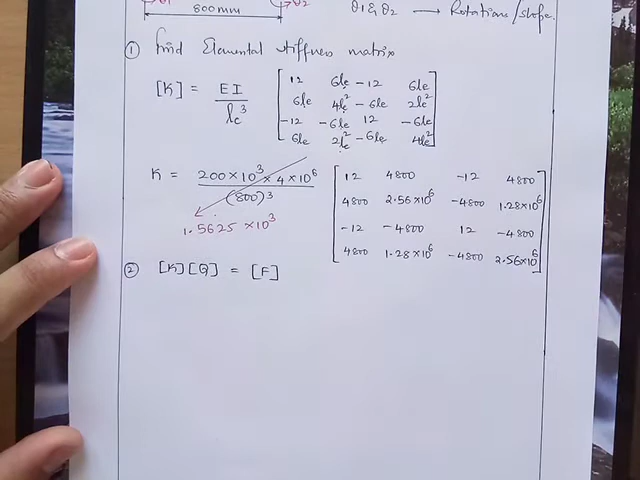 θ1 θ2
800mm
θ1 & θ2 → Rotations/slope.
① Find Elemental stiffness matrix
[K] = EI / le³ [ 12 6le -12 6le
6le 4le² -6le 2le²
-12 -6le 12 -6le
6le 2le² -6le 4le² ]
K = 200×10³×4×10⁶ / (800)³ [ 12 4800 -12 4800
4800 2.56×10⁶ -4800 1.28×10⁶
-12 -4800 12 -4800
4800 1.28×10⁶ -4800 2.56×10⁶ ]
1.5625 ×10³
② [K][Q] = [F]